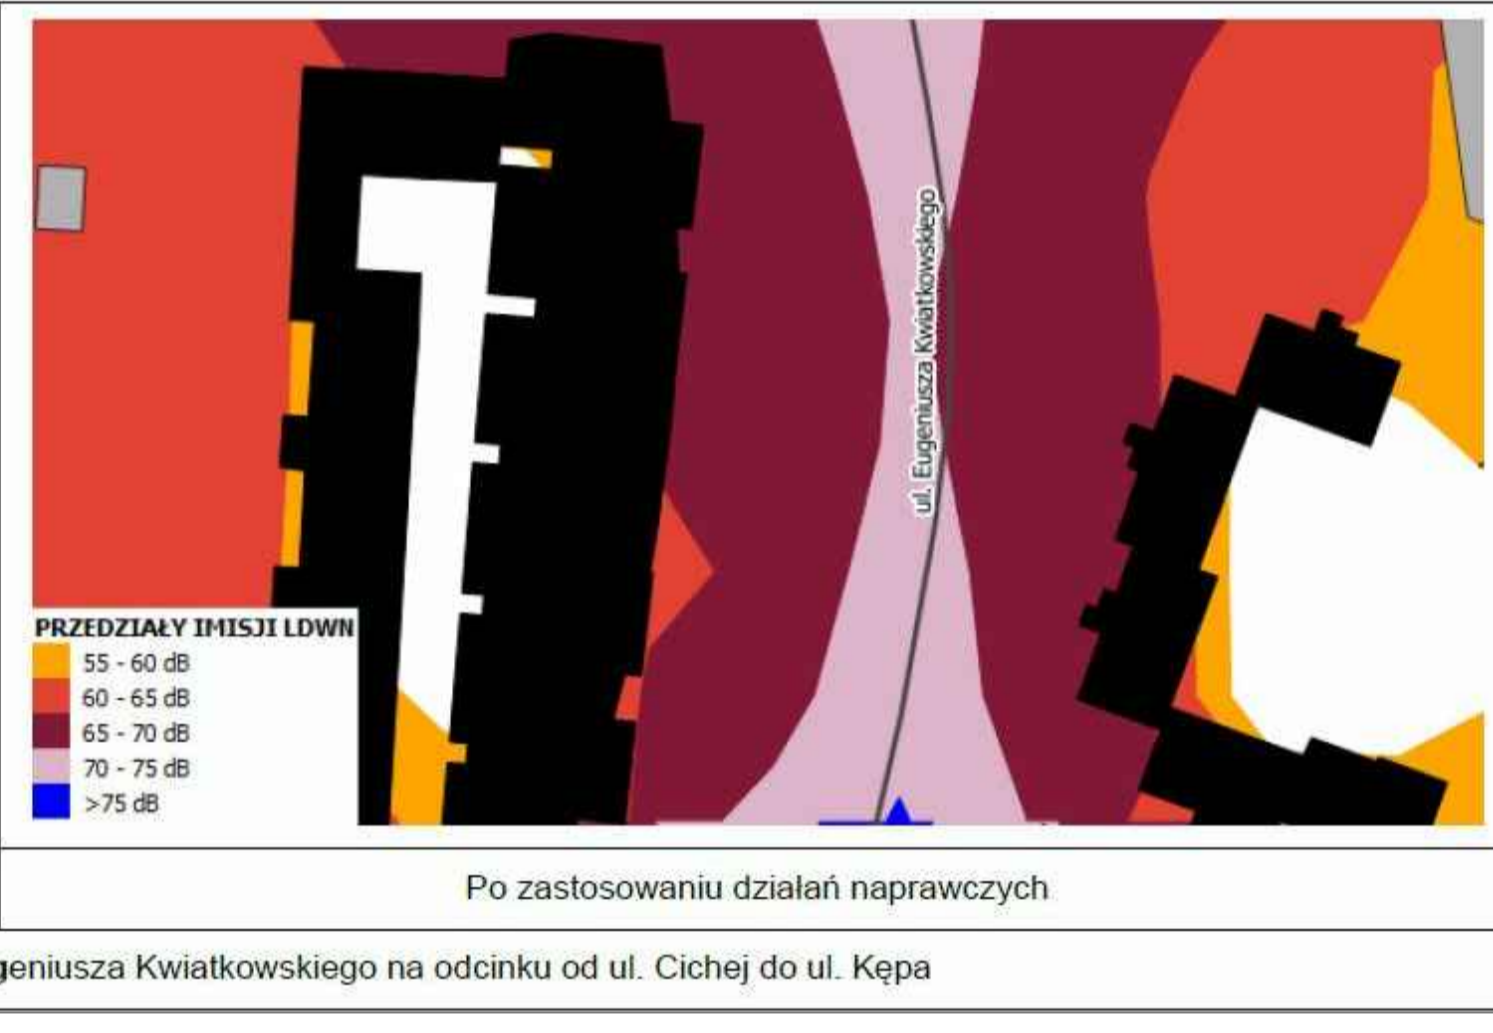 ul. Eugeniusza Kwiatkowskiego
PRZEDZIAŁY IMISJI LDWN
55 - 60 dB
60 - 65 dB
65 - 70 dB
70 - 75 dB
>75 dB
Po zastosowaniu działań naprawczych
geniusza Kwiatkowskiego na odcinku od ul. Cichej do ul. Kępa